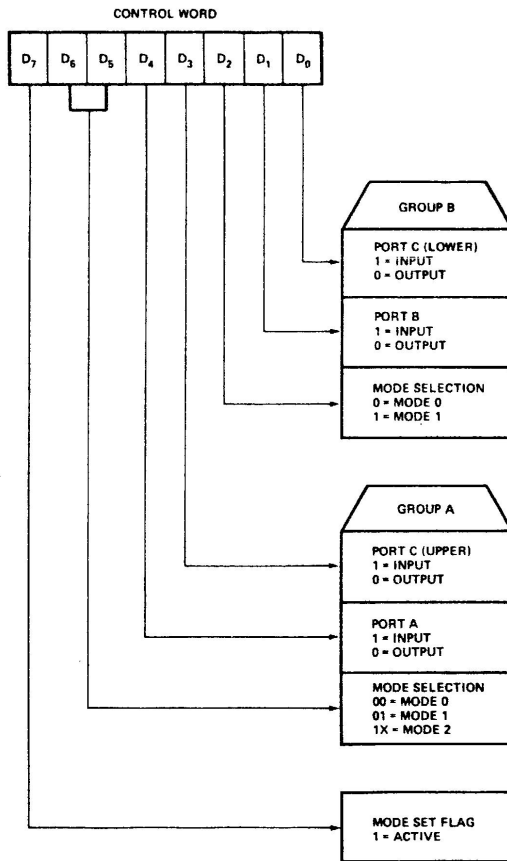 CONTROL WORD
D7 D6 D5 D4 D3 D2 D1 D0
GROUP B
PORT C (LOWER)
1 = INPUT
0 = OUTPUT
PORT B
1 = INPUT
0 = OUTPUT
MODE SELECTION
0 = MODE 0
1 = MODE 1
GROUP A
PORT C (UPPER)
1 = INPUT
0 = OUTPUT
PORT A
1 = INPUT
0 = OUTPUT
MODE SELECTION
00 = MODE 0
01 = MODE 1
1X = MODE 2
MODE SET FLAG
1 = ACTIVE